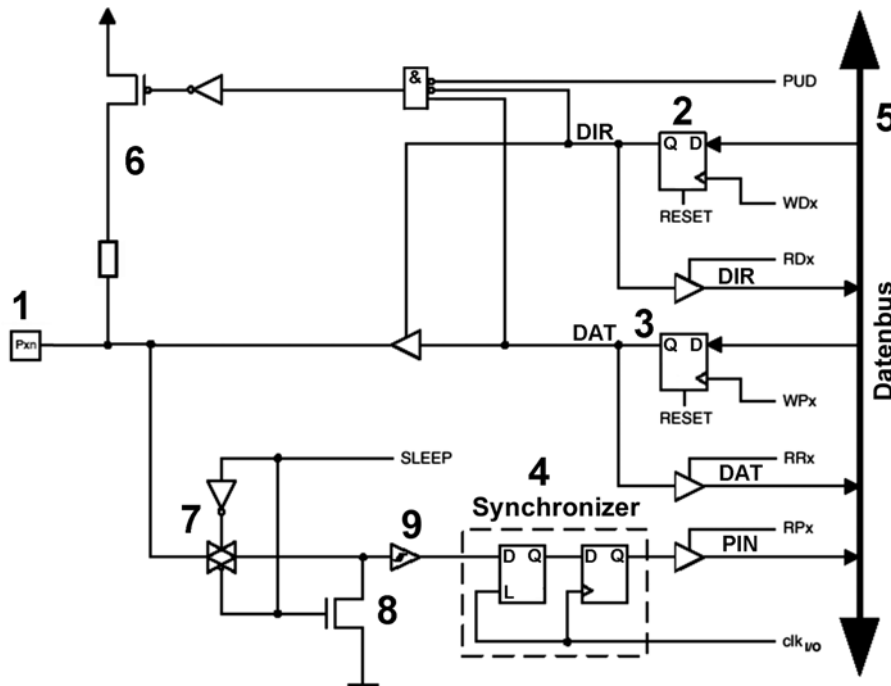 &
PUD
2
5
DIR
Q D
6
WDx
RESET
RDx
DIR
1
3
Pxn
DAT
Q D
WPx
RESET
Datenbus
RRx
SLEEP
4
DAT
7
9
Synchronizer
RPx
D Q
D Q
PIN
L
8
clk I/O